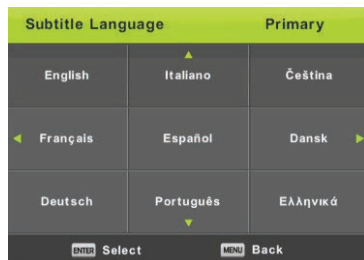 Subtitle Language Primary
English Italiano Čeština
Français Español Dansk
Deutsch Português Ελληνικά
ENTER Select MENU Back